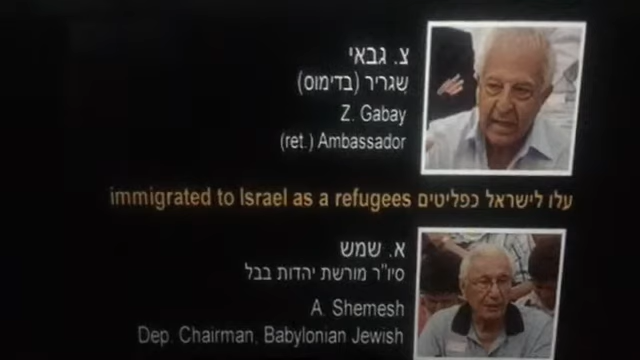 צ. גבאי
שגריר (בדימוס)
Z. Gabay
(ret.) Ambassador
immigrated to Israel as a refugees עלו לישראל כפליטים
א. שמש
סיו"ר מורשת יהדות בבל
A. Shemesh
Dep. Chairman, Babylonian Jewish